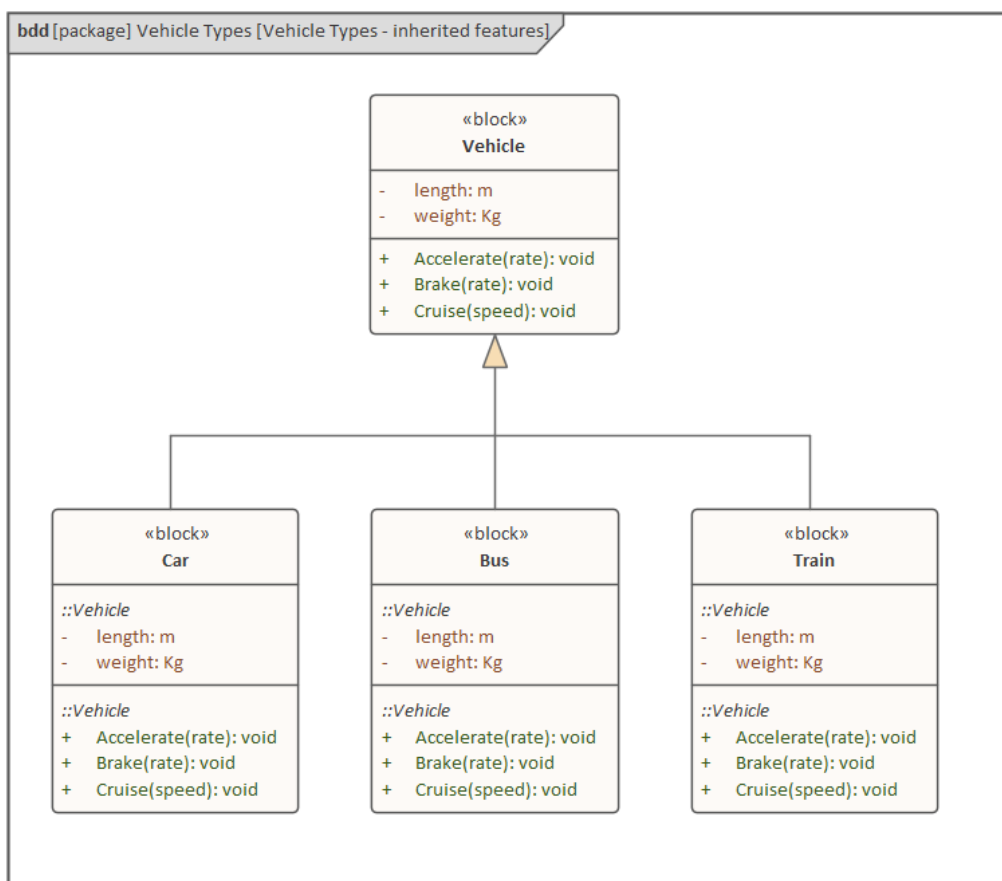 bdd [package] Vehicle Types [Vehicle Types - inherited features]
«block»
Vehicle
- length: m
- weight: Kg
+ Accelerate(rate): void
+ Brake(rate): void
+ Cruise(speed): void
«block»
Car
::Vehicle
- length: m
- weight: Kg
::Vehicle
+ Accelerate(rate): void
+ Brake(rate): void
+ Cruise(speed): void
«block»
Bus
::Vehicle
- length: m
- weight: Kg
::Vehicle
+ Accelerate(rate): void
+ Brake(rate): void
+ Cruise(speed): void
«block»
Train
::Vehicle
- length: m
- weight: Kg
::Vehicle
+ Accelerate(rate): void
+ Brake(rate): void
+ Cruise(speed): void